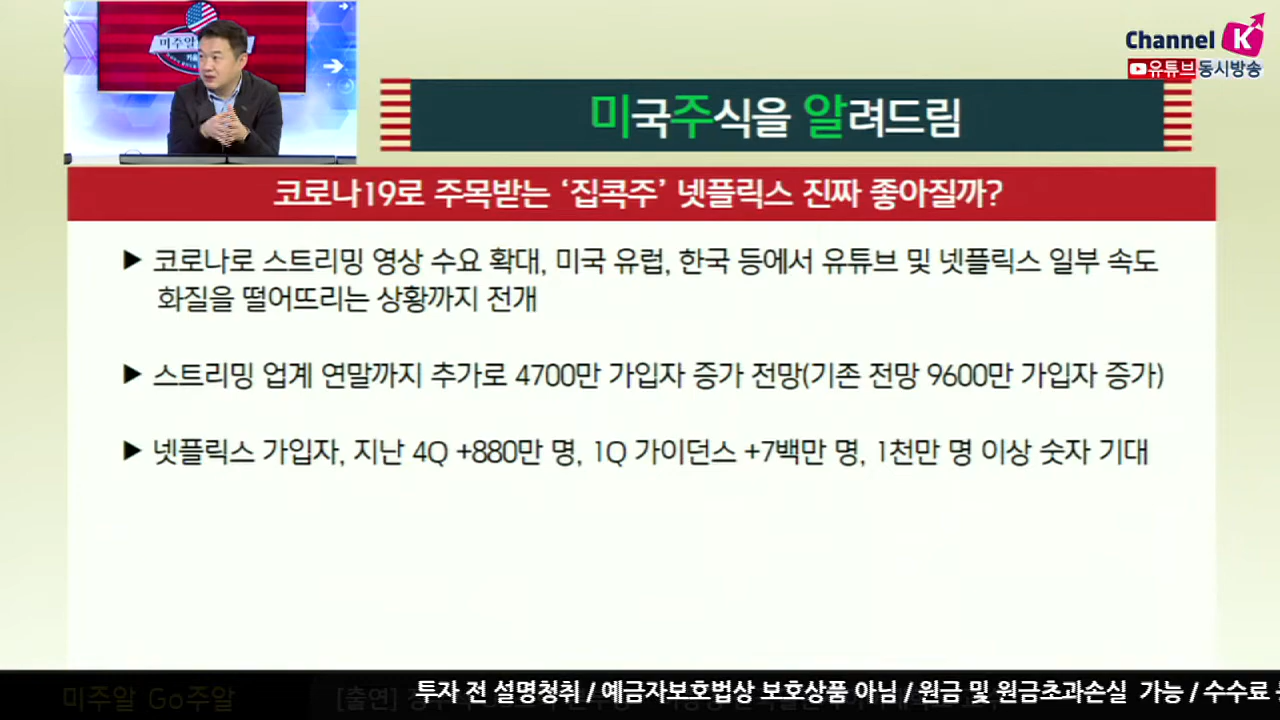 미주알
Channel K
유튜브동시방송
미국주식을 알려드림
코로나19로 주목받는 ‘집콕주’ 넷플릭스 진짜 좋아질까?
▶ 코로나로 스트리밍 영상 수요 확대, 미국 유럽, 한국 등에서 유튜브 및 넷플릭스 일부 속도
화질을 떨어뜨리는 상황까지 전개
▶ 스트리밍 업계 연말까지 추가로 4700만 가입자 증가 전망(기존 전망 9600만 가입자 증가)
▶ 넷플릭스 가입자, 지난 4Q +880만 명, 1Q 가이던스 +7백만 명, 1천만 명 이상 숫자 기대
미주알 Go주알 [출연]
투자 전 설명청취 / 예금자보호법상 보호상품 아님 / 원금 및 원금초과손실 가능 / 수수료